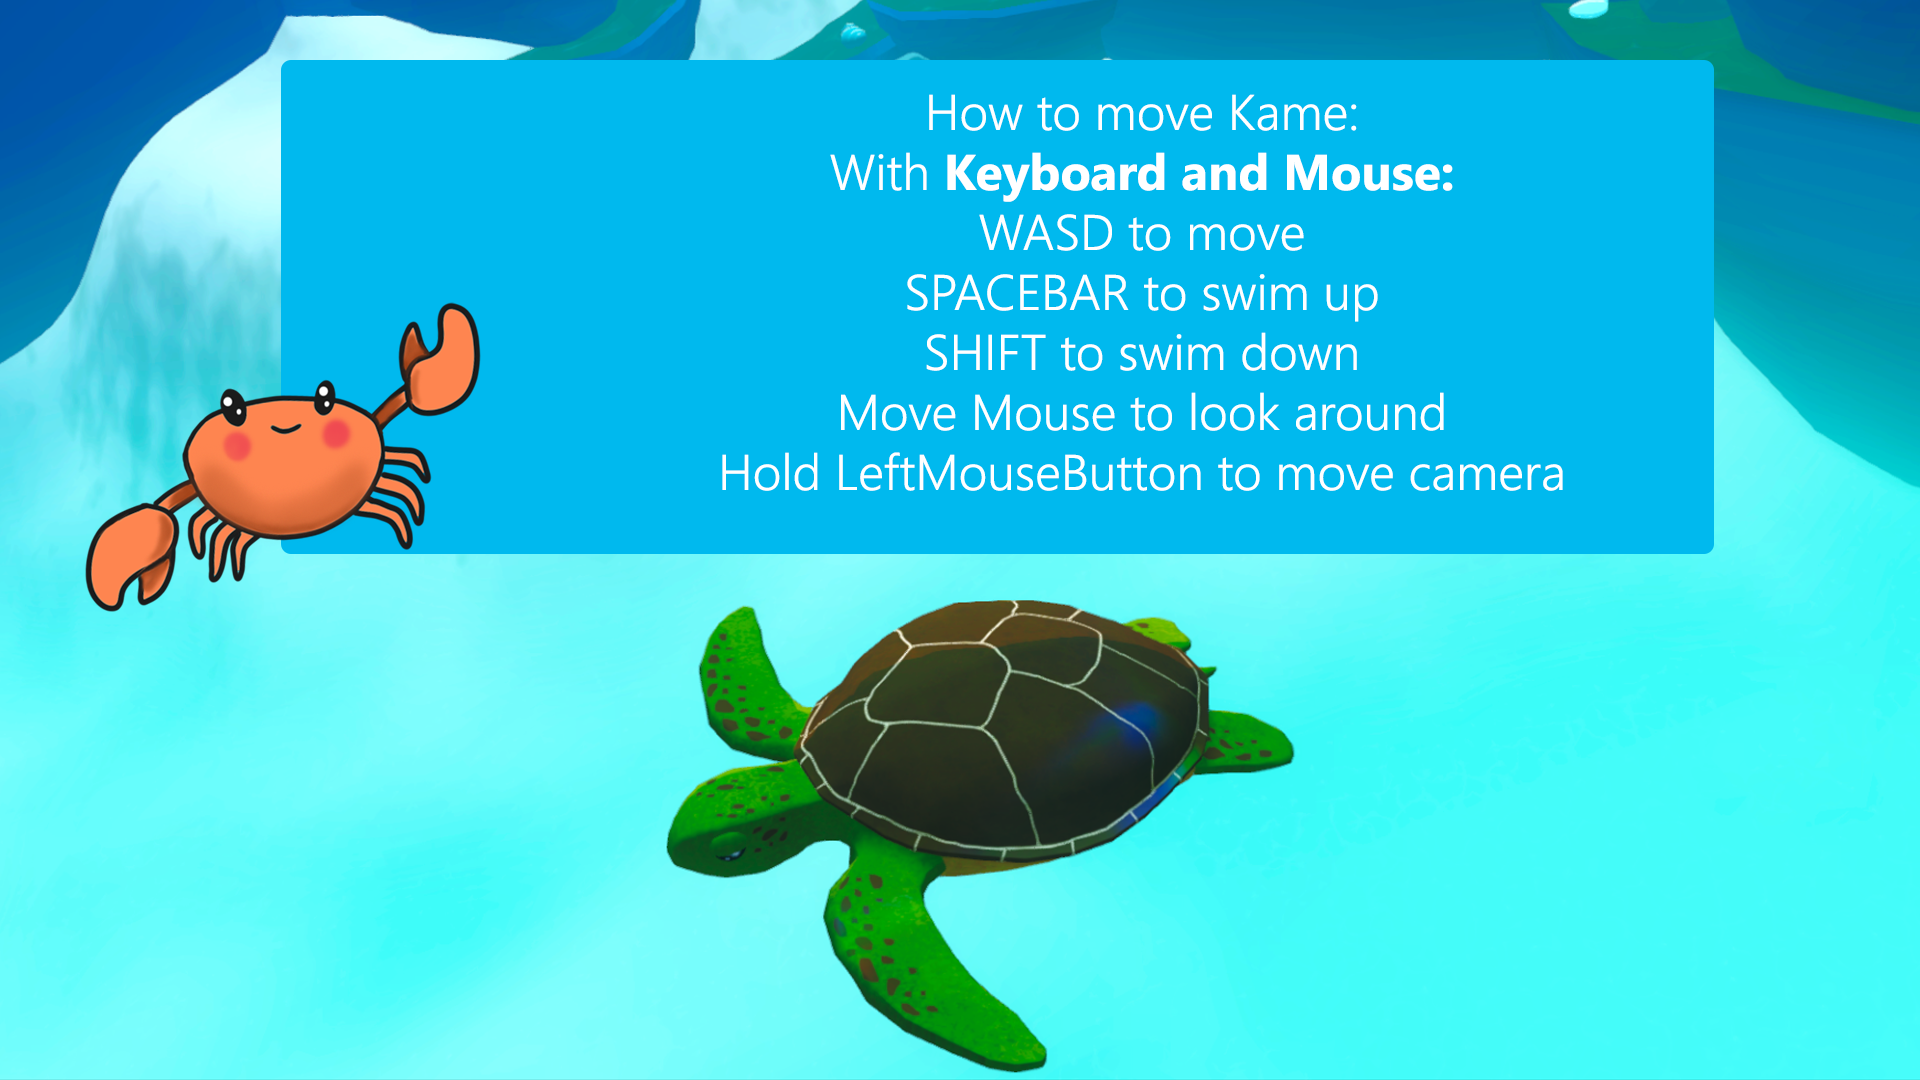 How to move Kame:
With Keyboard and Mouse:
WASD to move
SPACEBAR to swim up
SHIFT to swim down
Move Mouse to look around
Hold LeftMouseButton to move camera